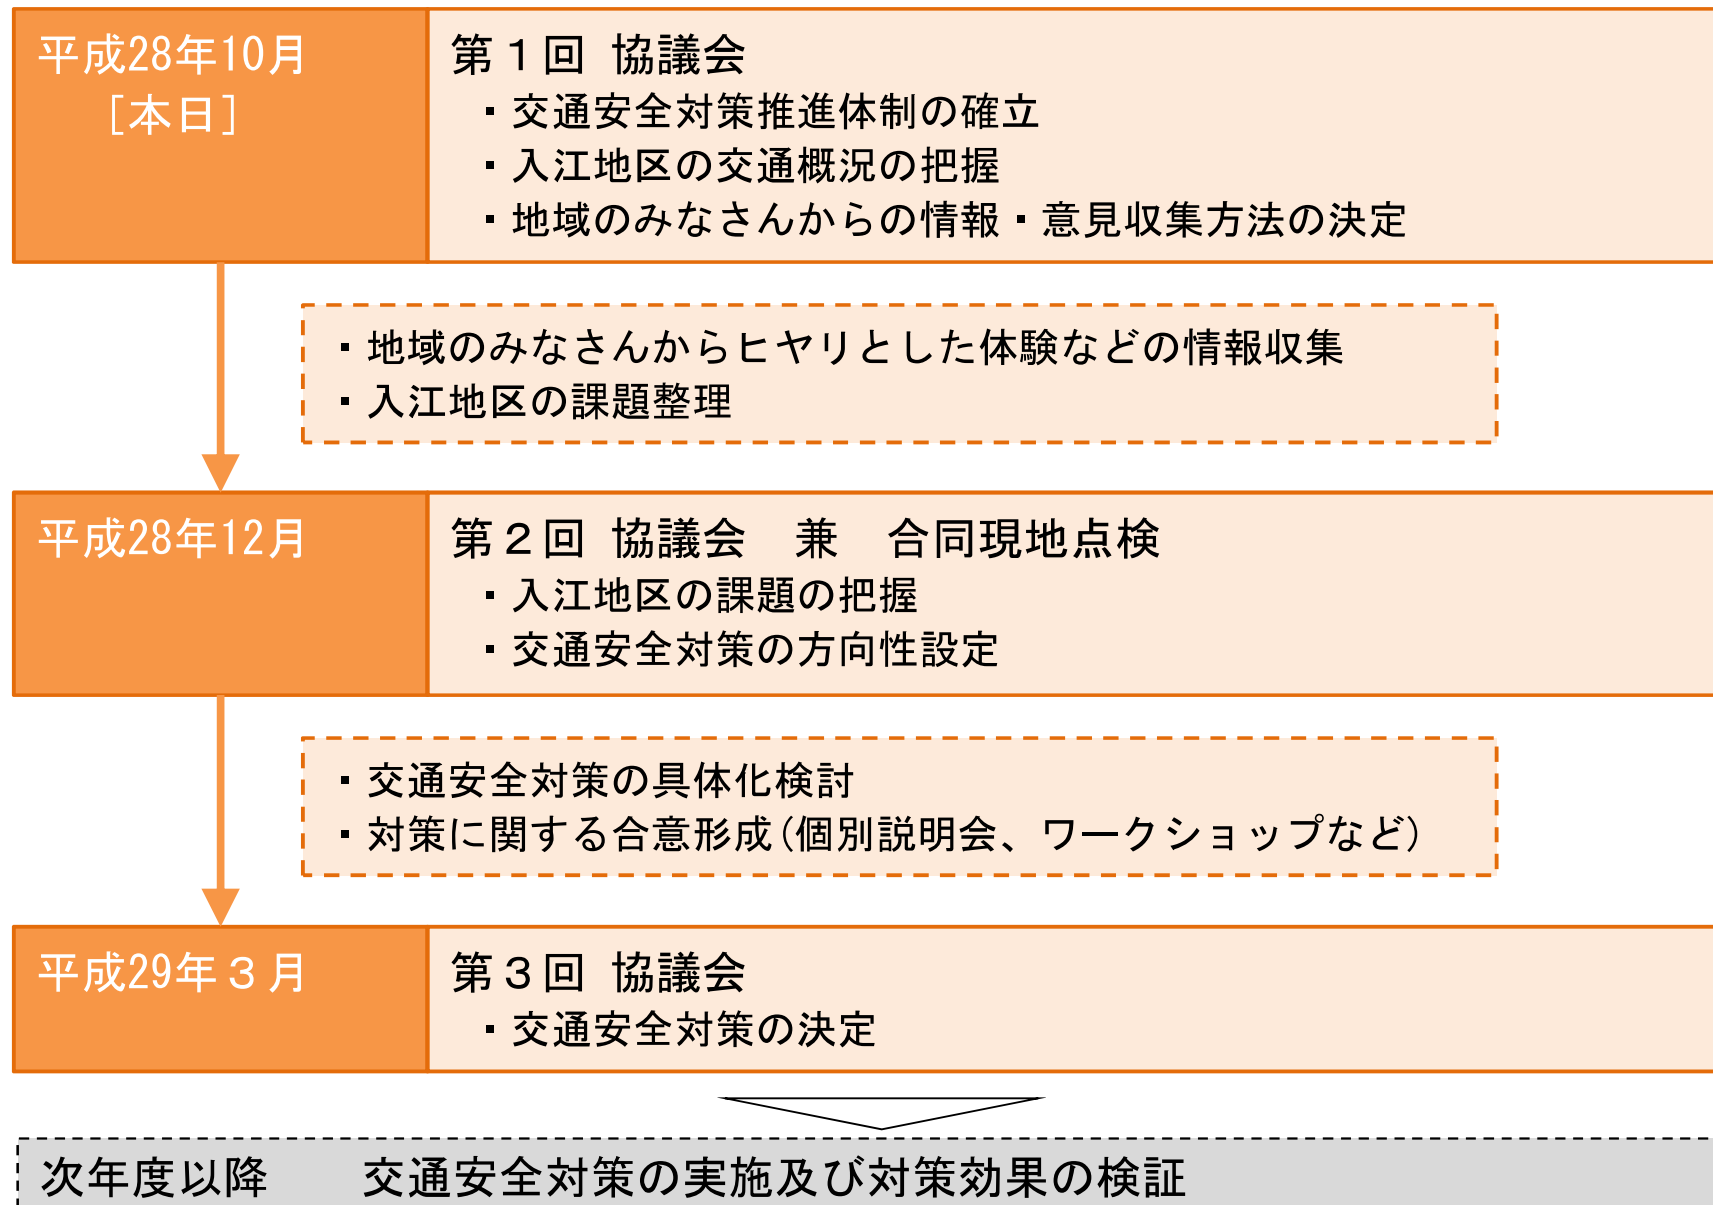 平成28年10月
[本日]
第１回 協議会
・交通安全対策推進体制の確立
・入江地区の交通概況の把握
・地域のみなさんからの情報・意見収集方法の決定
・地域のみなさんからヒヤリとした体験などの情報収集
・入江地区の課題整理
平成28年12月
第２回 協議会　兼　合同現地点検
・入江地区の課題の把握
・交通安全対策の方向性設定
・交通安全対策の具体化検討
・対策に関する合意形成(個別説明会、ワークショップなど)
平成29年３月
第３回 協議会
・交通安全対策の決定
次年度以降　　交通安全対策の実施及び対策効果の検証